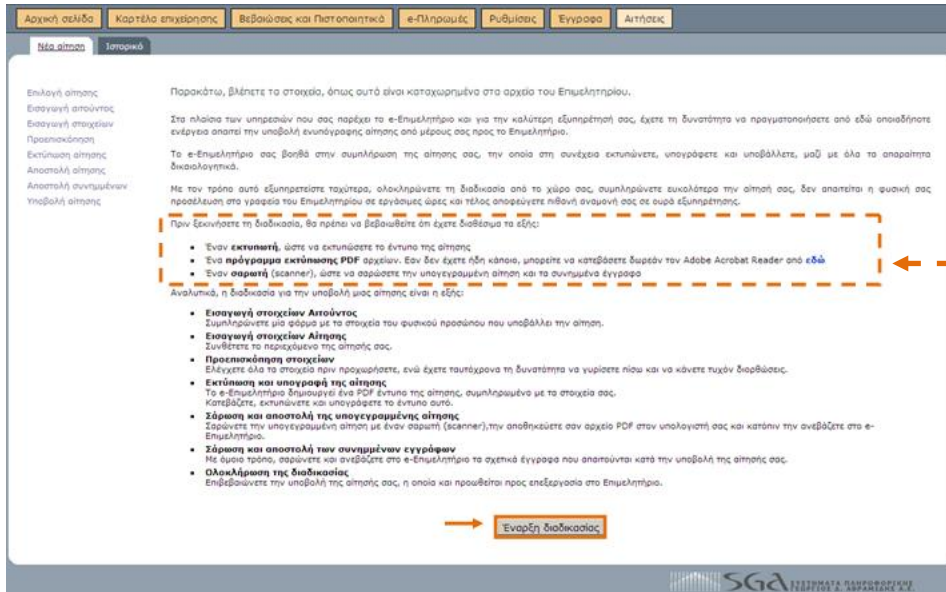 Αρχική σελίδα
Καρτέλα επιχείρησης
Βεβαιώσεις και Πιστοποιητικά
e-Πληρωμές
Ρυθμίσεις
Έγγραφα
Αιτήσεις
Νέα αίτηση
Ιστορικό
Επιλογή αίτησης
Εισαγωγή αιτούντος
Εισαγωγή στοιχείων
Προεπισκόπηση
Εκτύπωση αίτησης
Αποστολή αίτησης
Αποστολή συνημμένων
Υποβολή αίτησης
Παρακάτω, βλέπετε τα στοιχεία, όπως αυτά είναι καταχωρημένα στα αρχεία του Επιμελητηρίου.
Στα πλαίσια των υπηρεσιών που σας παρέχει το e-Επιμελητήριο και για την καλύτερη εξυπηρέτησή σας, έχετε τη δυνατότητα να πραγματοποιήσετε από εδώ οποιαδήποτε
ενέργεια απαιτεί την υποβολή ενυπόγραφης αίτησης από μέρους σας προς το Επιμελητήριο.
Το e-Επιμελητήριο σας βοηθά στην συμπλήρωση της αίτησης σας, την οποία στη συνέχεια εκτυπώνετε, υπογράφετε και υποβάλλετε, μαζί με όλα τα απαραίτητα
δικαιολογητικά.
Με τον τρόπο αυτό εξυπηρετείστε ταχύτερα, ολοκληρώνετε τη διαδικασία από το χώρο σας, συμπληρώνετε ευκολότερα την αίτησή σας, δεν απαιτείται η φυσική σας
προσέλευση στα γραφεία του Επιμελητηρίου σε εργάσιμες ώρες και τέλος αποφεύγετε πιθανή αναμονή σας σε ουρά εξυπηρέτησης.
Πριν ξεκινήσετε τη διαδικασία, θα πρέπει να βεβαιωθείτε ότι έχετε διαθέσιμα τα εξής:
Έναν εκτυπωτή, ώστε να εκτυπώσετε το έντυπο της αίτησης
Ένα πρόγραμμα εκτύπωσης PDF αρχείων. Εαν δεν έχετε ήδη κάποιο, μπορείτε να κατεβάσετε δωρεάν τον Adobe Acrobat Reader από εδώ
Έναν σαρωτή (scanner), ώστε να σαρώσετε την υπογεγραμμένη αίτηση και τα συνημμένα έγγραφα
Αναλυτικά, η διαδικασία για την υποβολή μιας αίτησης είναι η εξής:
Εισαγωγή στοιχείων Αιτούντος
Συμπληρώνετε μία φόρμα με τα στοιχεία του φυσικού προσώπου που υποβάλλει την αίτηση.
Εισαγωγή στοιχείων Αίτησης
Συνθέτετε το περιεχόμενο της αίτησής σας.
Προεπισκόπηση στοιχείων
Ελέγχετε όλα τα στοιχεία πριν προχωρήσετε, ενώ έχετε ταυτόχρονα τη δυνατότητα να γυρίσετε πίσω και να κάνετε τυχόν διορθώσεις.
Εκτύπωση και υπογραφή της αίτησης
Το e-Επιμελητήριο δημιουργεί ένα PDF έντυπο της αίτησης, συμπληρωμένο με τα στοιχεία σας.
Κατεβάζετε, εκτυπώνετε και υπογράφετε το έντυπο αυτό.
Σάρωση και αποστολή της υπογεγραμμένης αίτησης
Σαρώνετε την υπογεγραμμένη αίτηση με έναν σαρωτή (scanner),την αποθηκεύετε σαν αρχείο PDF στον υπολογιστή σας και κατόπιν την ανεβάζετε στο e-
Επιμελητήριο.
Σάρωση και αποστολή των συνημμένων εγγράφων
Με όμοιο τρόπο, σαρώνετε και ανεβάζετε στο e-Επιμελητήριο τα σχετικά έγγραφα που απαιτούνται κατά την υποβολή της αίτησής σας.
Ολοκλήρωση της διαδικασίας
Επιβεβαιώνετε την υποβολή της αίτησής σας, η οποία και προωθείται προς επεξεργασία στο Επιμελητήριο.
Έναρξη διαδικασίας
SGA ΣΥΣΤΗΜΑΤΑ ΠΛΗΡΟΦΟΡΙΚΗΣ
ΓΕΩΡΓΙΟΣ Δ. ΑΒΡΑΜΙΔΗΣ Α.Ε.